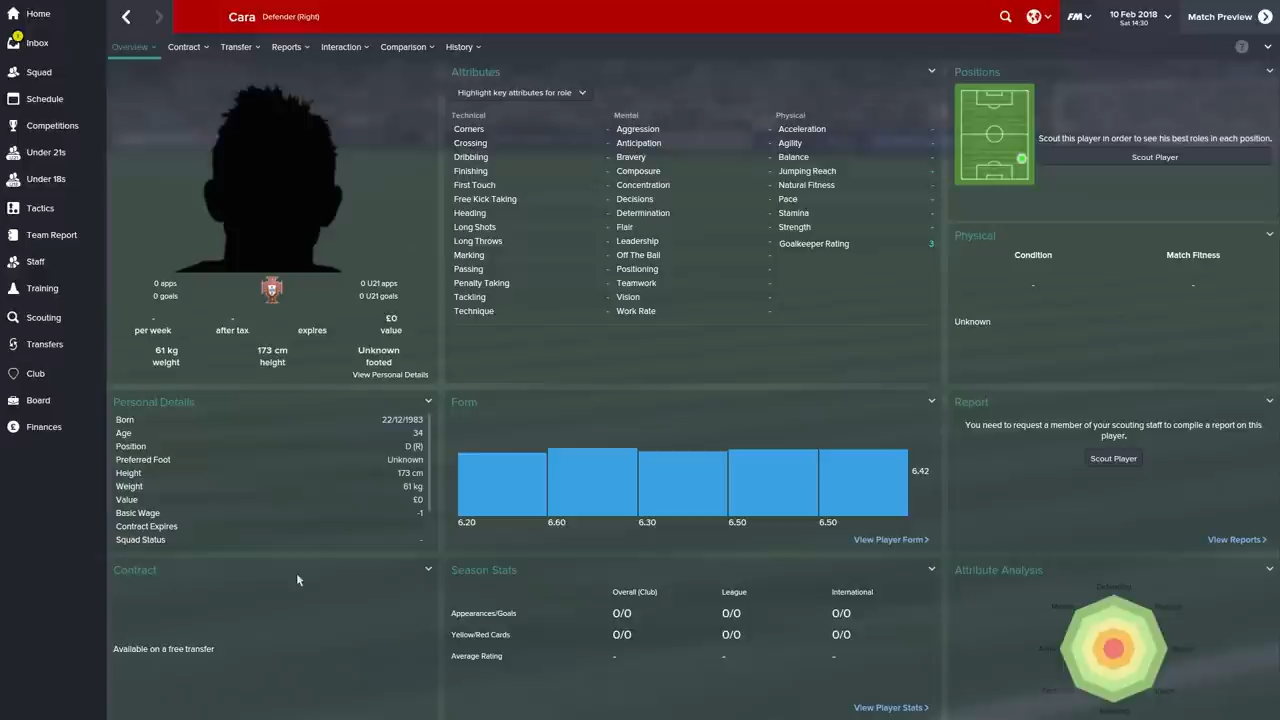 Home
Inbox
Squad
Schedule
Competitions
Under 21s
Under 18s
Tactics
Team Report
Staff
Training
Scouting
Transfers
Club
Board
Finances
Cara Defender (Right)
FM
10 Feb 2018
Sat 14:30
Match Preview
Overview Contract Transfer Reports Interaction Comparison History
?
0 apps 0 U21 apps
0 goals 0 U21 goals
- - £0
per week after tax expires value
61 kg 173 cm Unknown
weight height footed
View Personal Details
Attributes
Highlight key attributes for role
Technical Mental Physical
Corners - Aggression - Acceleration -
Crossing - Anticipation - Agility -
Dribbling - Bravery - Balance -
Finishing - Composure - Jumping Reach -
First Touch - Concentration - Natural Fitness -
Free Kick Taking - Decisions - Pace -
Heading - Determination - Stamina -
Long Shots - Flair - Strength -
Long Throws - Leadership - Goalkeeper Rating 3
Marking - Off The Ball -
Passing - Positioning -
Penalty Taking - Teamwork -
Tackling - Vision -
Technique - Work Rate -
Positions
Scout this player in order to see his best roles in each position.
Scout Player
Physical
Condition Match Fitness
- -
Unknown
Personal Details
Born 22/12/1983
Age 34
Position D (R)
Preferred Foot Unknown
Height 173 cm
Weight 61 kg
Value £0
Basic Wage -1
Contract Expires
Squad Status -
Form
6.42
6.20 6.60 6.30 6.50 6.50
View Player Form
Report
You need to request a member of your scouting staff to compile a report on this
player.
Scout Player
View Reports
Contract
Available on a free transfer
Season Stats
Overall (Club) League International
Appearances/Goals 0/0 0/0 0/0
Yellow/Red Cards 0/0 0/0 0/0
Average Rating - - -
View Player Stats
Attribute Analysis